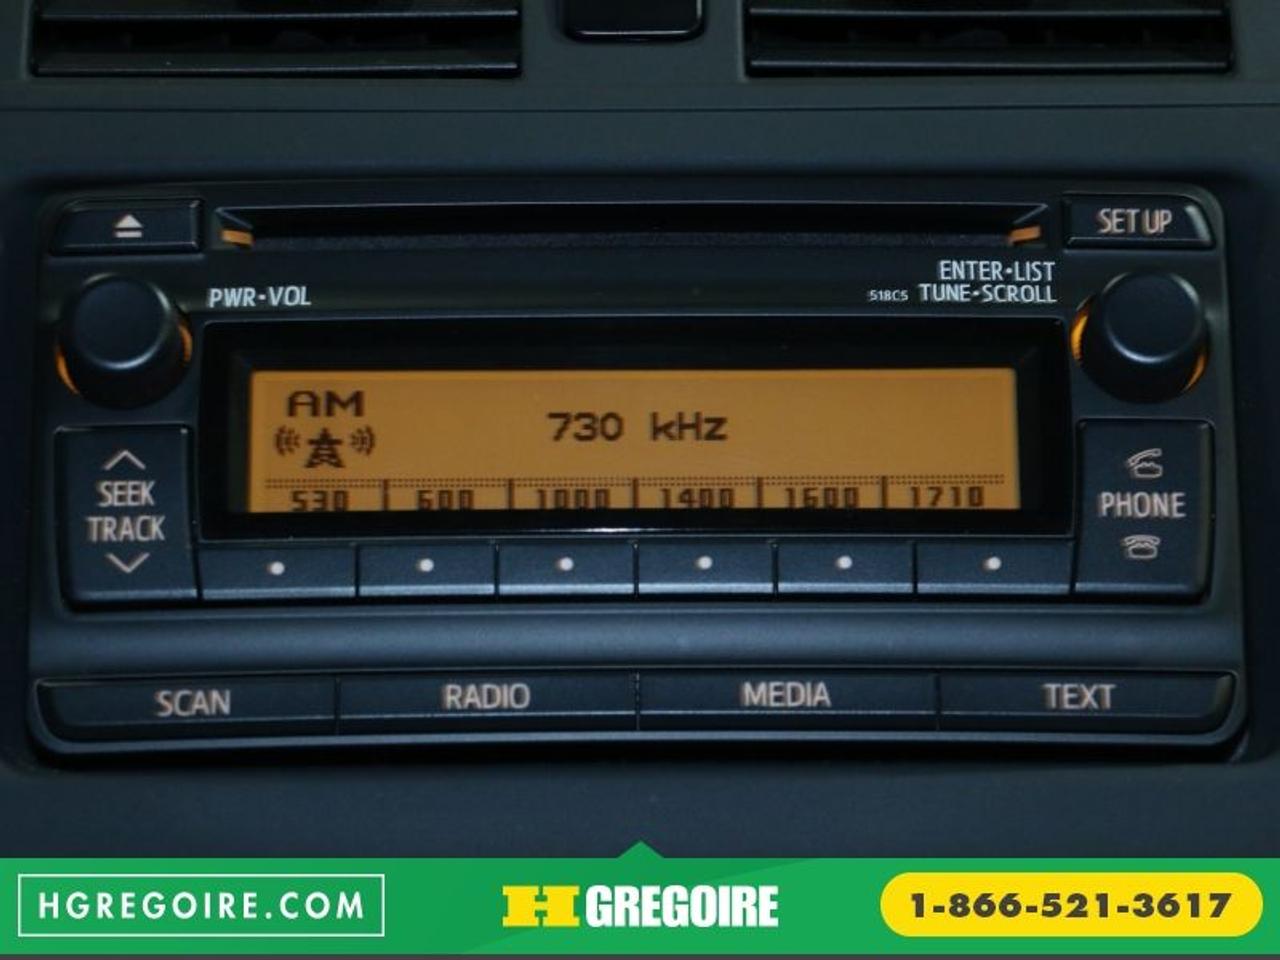 SET UP
PWR•VOL
ENTER•LIST
518C5 TUNE•SCROLL
AM
730 kHz
530 600 1000 1400 1600 1710
SEEK
TRACK
PHONE
SCAN RADIO MEDIA TEXT
HGREGOIRE.COM H GREGOIRE 1-866-521-3617